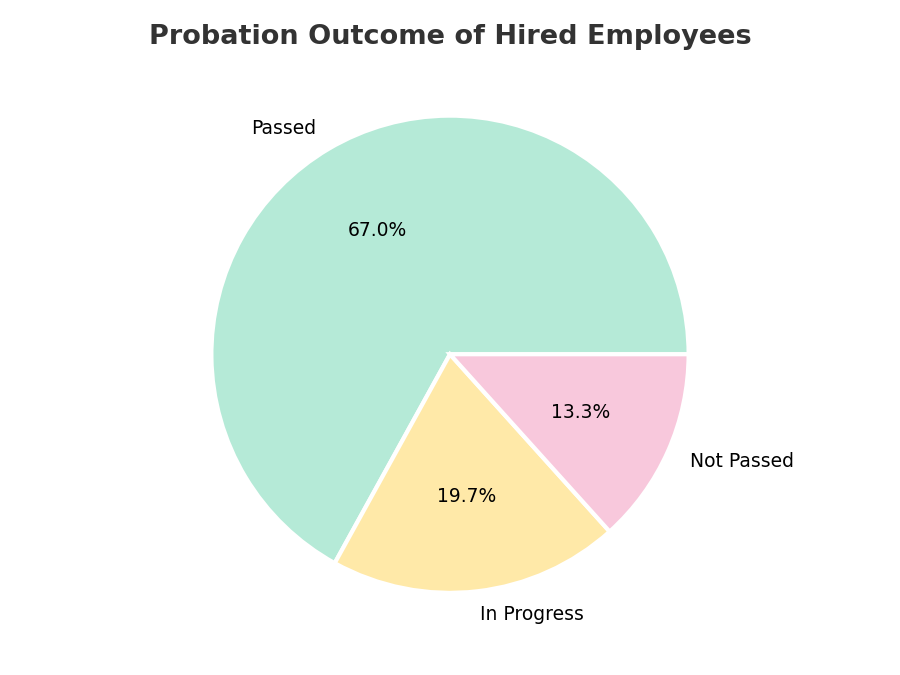 Probation Outcome of Hired Employees
Passed
67.0%
13.3%
Not Passed
19.7%
In Progress